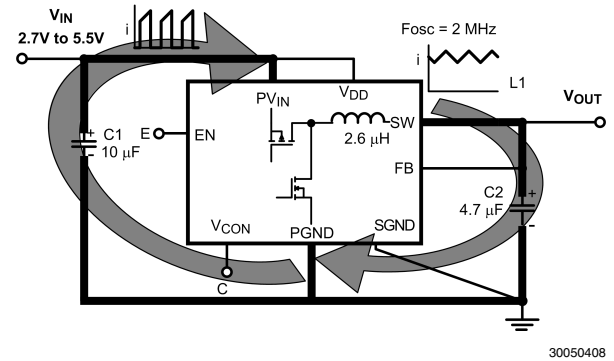 VIN
2.7V to 5.5V
i
Fosc = 2 MHz
i
L1
VOUT
PVIN
VDD
SW
2.6 µH
E
EN
+
C1
10 µF
-
FB
C2
+
4.7 µF
-
VCON
PGND
SGND
C
30050408